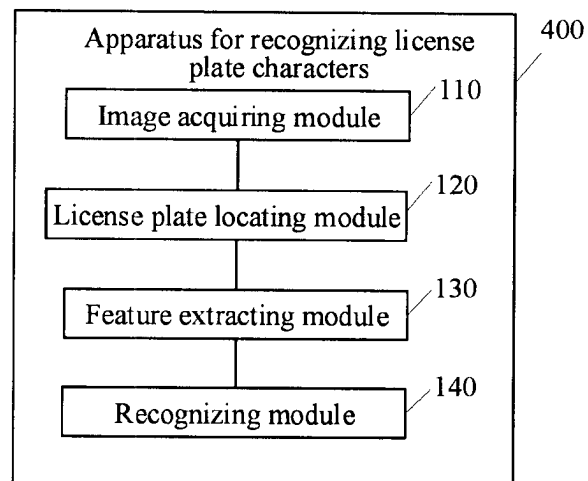 Apparatus for recognizing license
plate characters
400
110
Image acquiring module
120
License plate locating module
130
Feature extracting module
140
Recognizing module